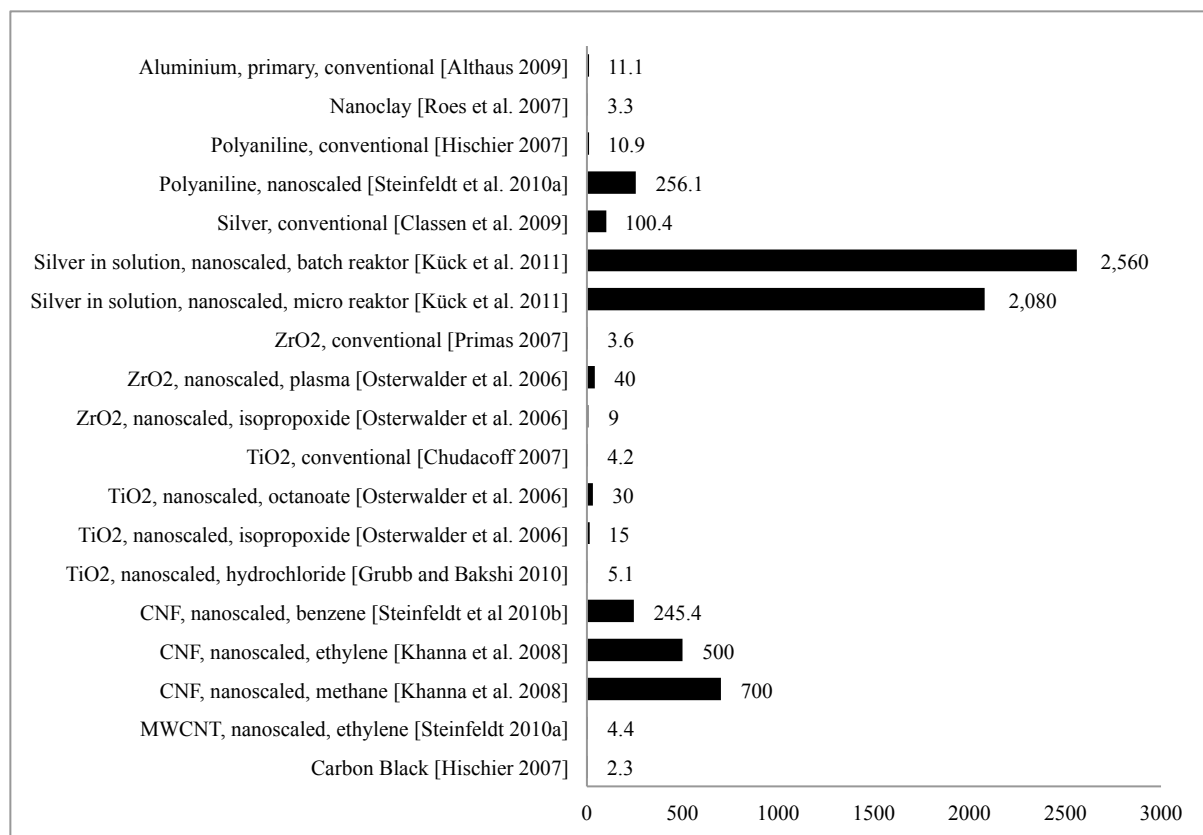 Aluminium, primary, conventional [Althaus 2009] 11.1
Nanoclay [Roes et al. 2007] 3.3
Polyaniline, conventional [Hischier 2007] 10.9
Polyaniline, nanoscaled [Steinfeldt et al. 2010a] 256.1
Silver, conventional [Classen et al. 2009] 100.4
Silver in solution, nanoscaled, batch reaktor [Kück et al. 2011] 2,560
Silver in solution, nanoscaled, micro reaktor [Kück et al. 2011] 2,080
ZrO2, conventional [Primas 2007] 3.6
ZrO2, nanoscaled, plasma [Osterwalder et al. 2006] 40
ZrO2, nanoscaled, isopropoxide [Osterwalder et al. 2006] 9
TiO2, conventional [Chudacoff 2007] 4.2
TiO2, nanoscaled, octanoate [Osterwalder et al. 2006] 30
TiO2, nanoscaled, isopropoxide [Osterwalder et al. 2006] 15
TiO2, nanoscaled, hydrochloride [Grubb and Bakshi 2010] 5.1
CNF, nanoscaled, benzene [Steinfeldt et al 2010b] 245.4
CNF, nanoscaled, ethylene [Khanna et al. 2008] 500
CNF, nanoscaled, methane [Khanna et al. 2008] 700
MWCNT, nanoscaled, ethylene [Steinfeldt 2010a] 4.4
Carbon Black [Hischier 2007] 2.3
0 500 1000 1500 2000 2500 3000